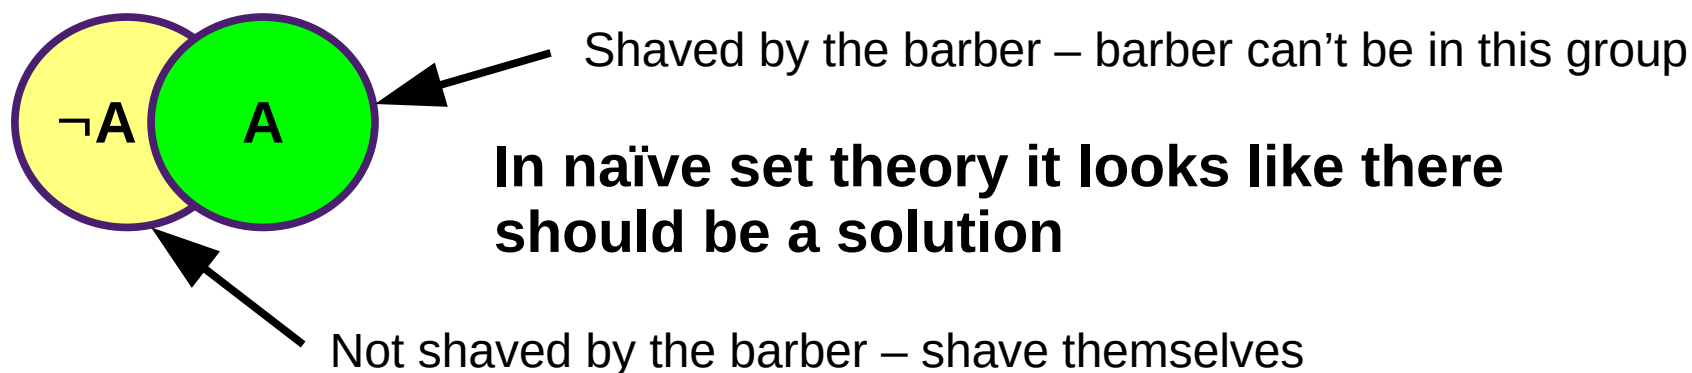 Shaved by the barber – barber can’t be in this group
¬A A
In naïve set theory it looks like there
should be a solution
Not shaved by the barber – shave themselves